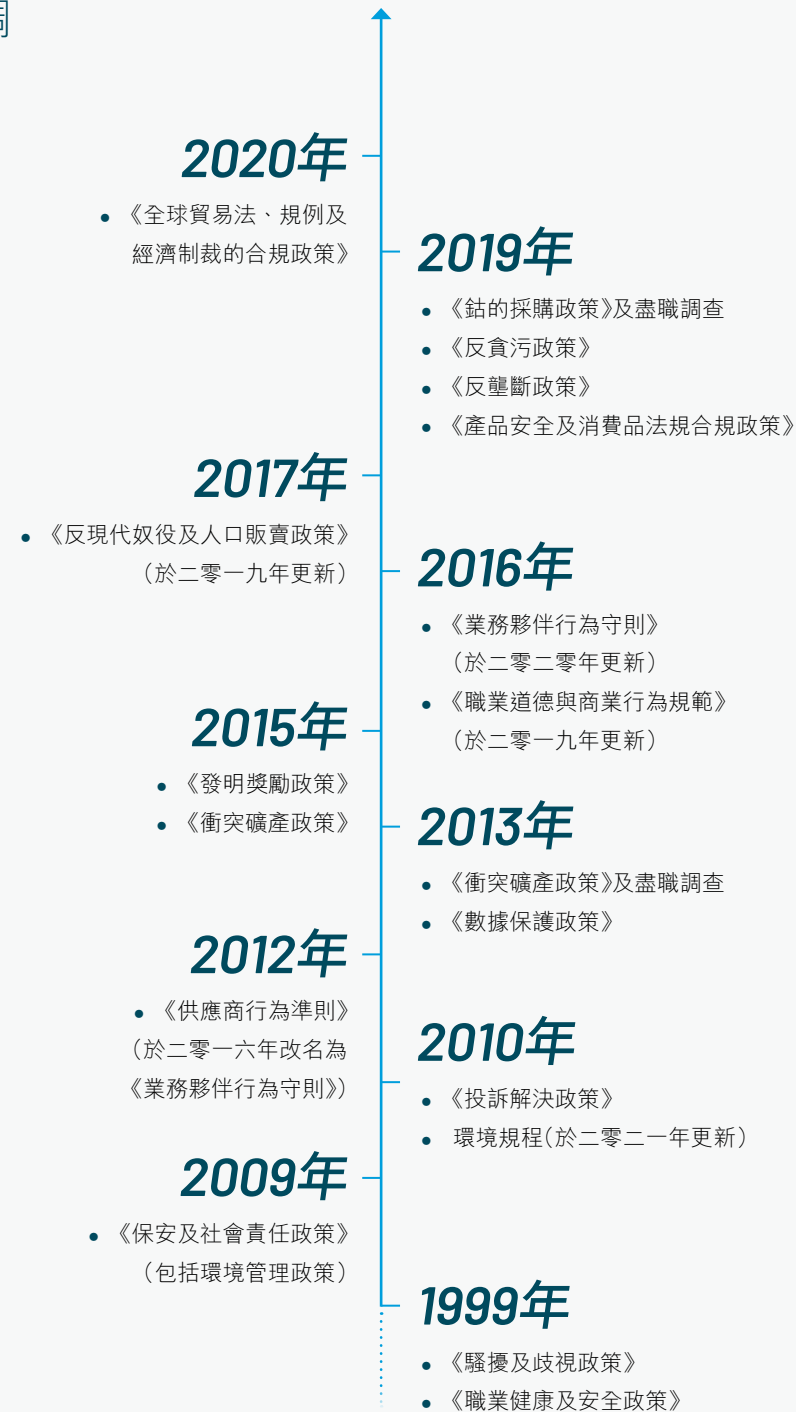 2020年
• 《全球貿易法、規例及
經濟制裁的合規政策》
2019年
• 《鈷的採購政策》及盡職調查
• 《反貪污政策》
• 《反壟斷政策》
• 《產品安全及消費品法規合規政策》
2017年
• 《反現代奴役及人口販賣政策》
（於二零一九年更新）
2016年
• 《業務夥伴行為守則》
（於二零二零年更新）
• 《職業道德與商業行為規範》
（於二零一九年更新）
2015年
• 《發明獎勵政策》
• 《衝突礦產政策》
2013年
• 《衝突礦產政策》及盡職調查
• 《數據保護政策》
2012年
• 《供應商行為準則》
（於二零一六年改名為
《業務夥伴行為守則》）
2010年
• 《投訴解決政策》
• 環境規程（於二零二一年更新）
2009年
• 《保安及社會責任政策》
（包括環境管理政策）
1999年
• 《騷擾及歧視政策》
• 《職業健康及安全政策》